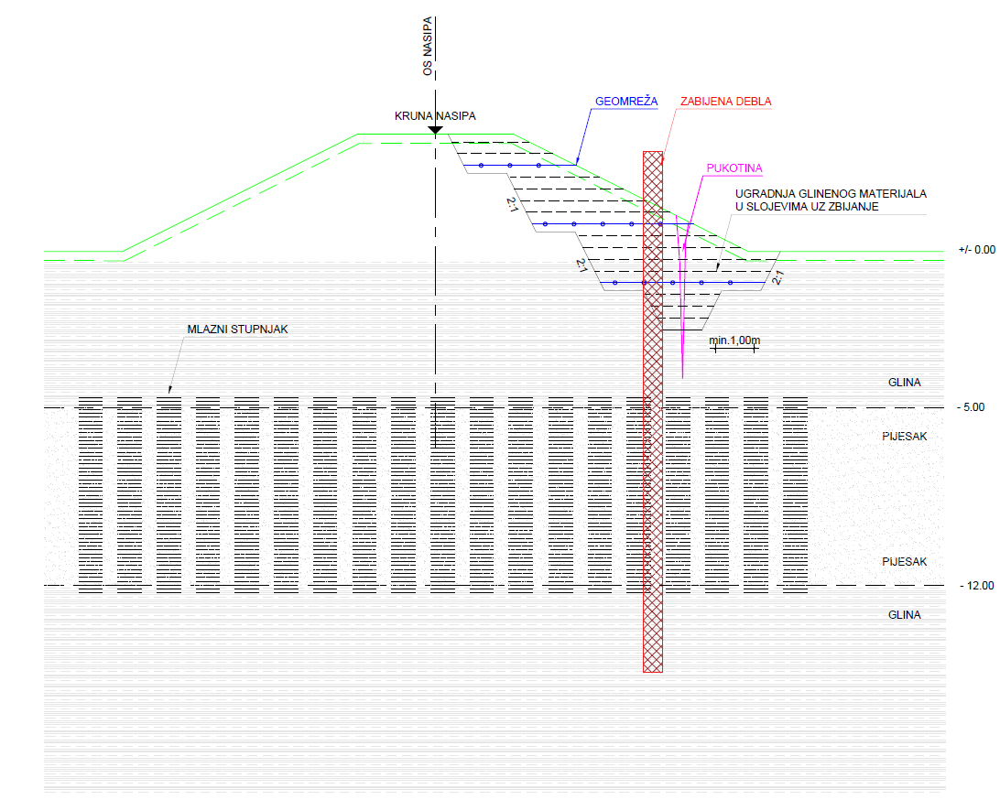 OS NASIPA
KRUNA NASIPA
GEOMREŽA
ZABIJENA DEBLA
PUKOTINA
UGRADNJA GLINENOG MATERIJALA
U SLOJEVIMA UZ ZBIJANJE
2:1
+/- 0.00
2:1
2:1
MLAZNI STUPNJAK
min.1,00m
GLINA
- 5.00
PIJESAK
PIJESAK
- 12.00
GLINA